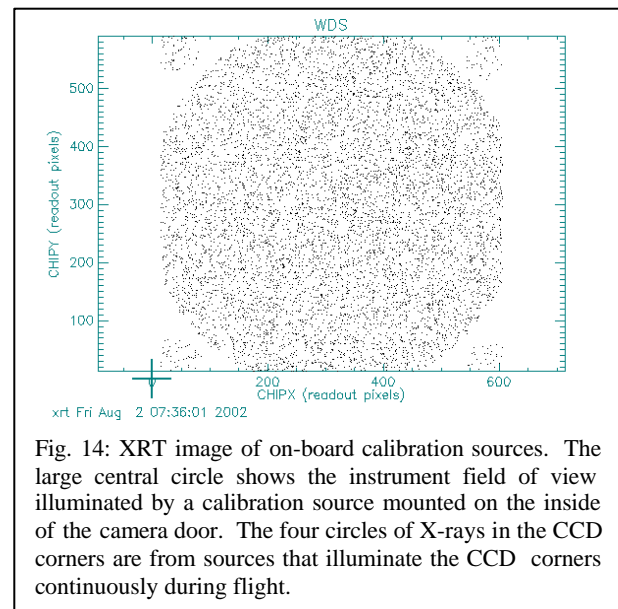 WDS
500
400
300
200
100
CHIPY (readout pixels)
0 200 400 600
CHIPX (readout pixels)
xrt Fri Aug 2 07:36:01 2002
Fig. 14: XRT image of on-board calibration sources. The
large central circle shows the instrument field of view
illuminated by a calibration source mounted on the inside
of the camera door. The four circles of X-rays in the CCD
corners are from sources that illuminate the CCD corners
continuously during flight.